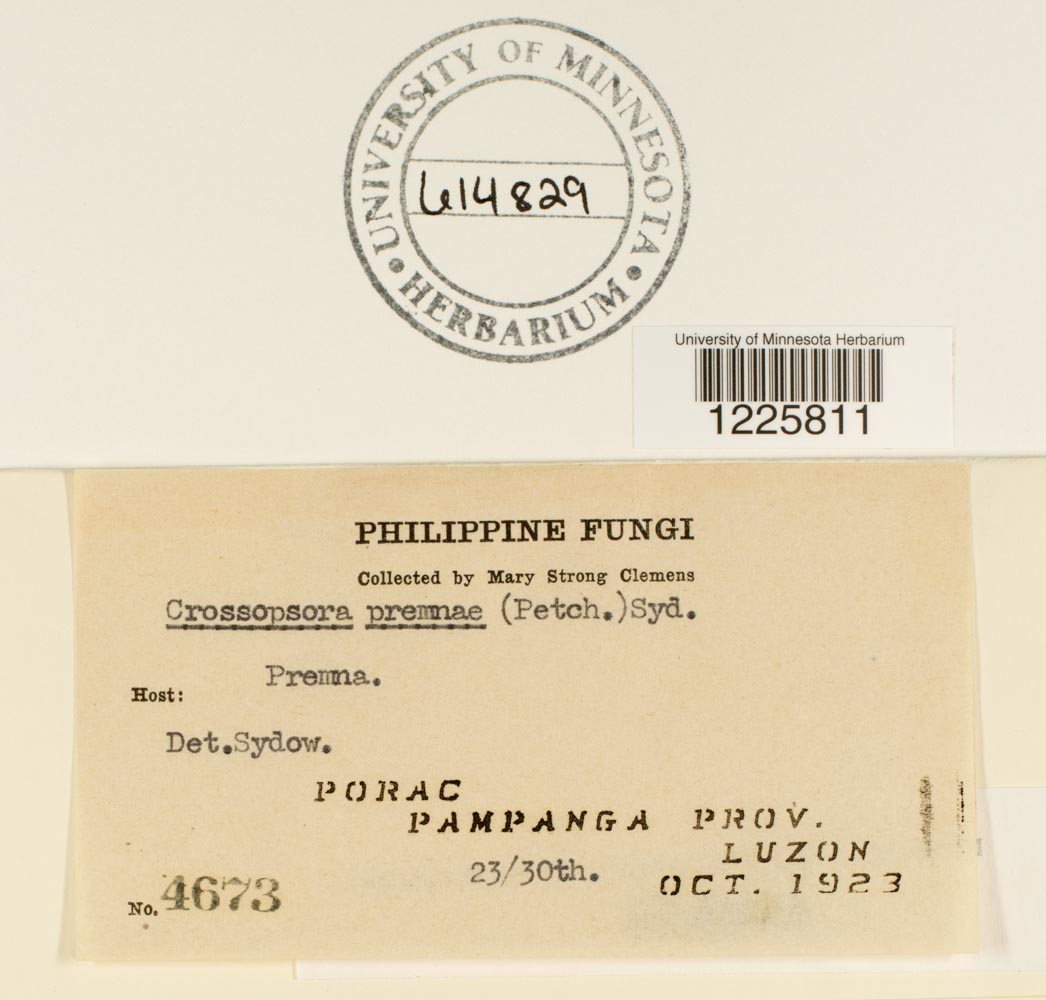 UNIVERSITY OF MINNESOTA
614829
• HERBARIUM •
University of Minnesota Herbarium
1225811
PHILIPPINE FUNGI
Collected by Mary Strong Clemens
Crossopsora premnae (Petch.)Syd.
Host: Premna.
Det.Sydow.
PORAC
PAMPANGA PROV.
LUZON
23/30th. OCT. 1923
No. 4673